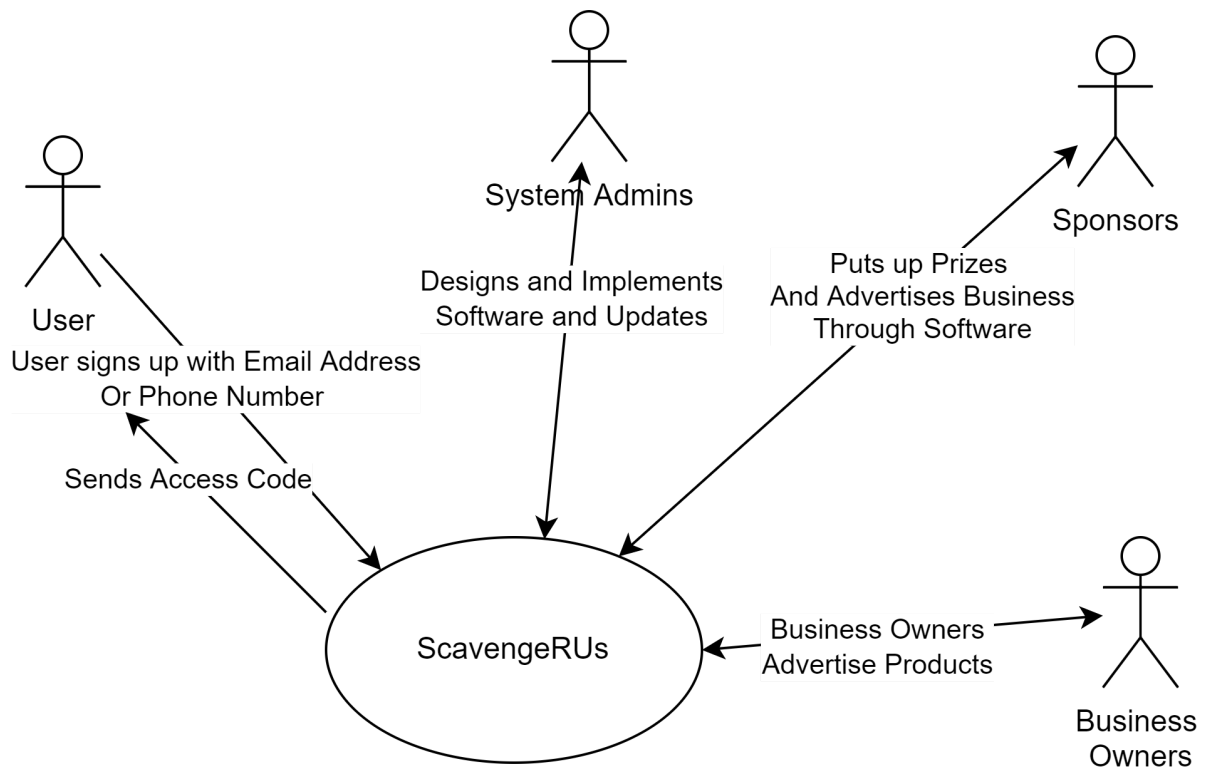 System Admins
Sponsors
User
Designs and Implements
Software and Updates
Puts up Prizes
And Advertises Business
Through Software
User signs up with Email Address
Or Phone Number
Sends Access Code
ScavengeRUs
Business Owners
Advertise Products
Business
Owners